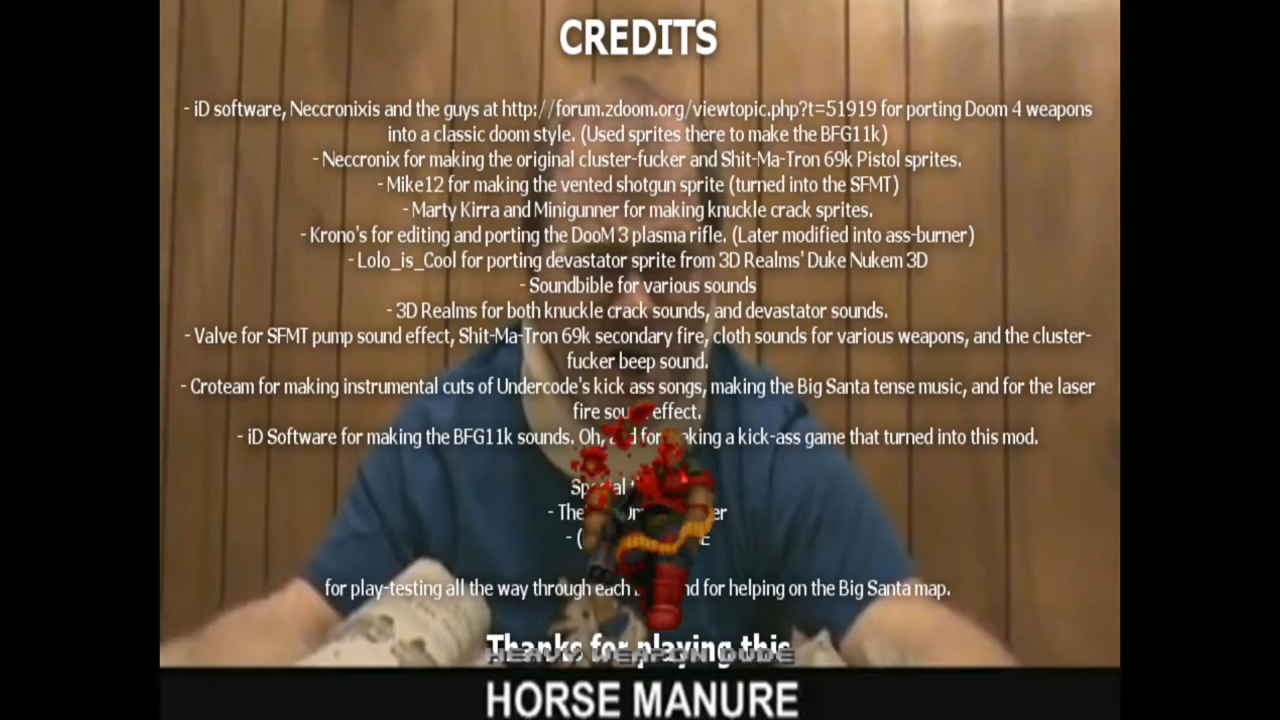 CREDITS
- iD software, Neccronixis and the guys at http://forum.zdoom.org/viewtopic.php?t=51919 for porting Doom 4 weapons
into a classic doom style. (Used sprites there to make the BFG11k)
- Neccronix for making the original cluster-fucker and Shit-Ma-Tron 69k Pistol sprites.
- Mike12 for making the vented shotgun sprite (turned into the SFMT)
- Marty Kirra and Minigunner for making knuckle crack sprites.
- Krono's for editing and porting the DooM 3 plasma rifle. (Later modified into ass-burner)
- Lolo_is_Cool for porting devastator sprite from 3D Realms' Duke Nukem 3D
- Soundbible for various sounds
- 3D Realms for both knuckle crack sounds, and devastator sounds.
- Valve for SFMT pump sound effect, Shit-Ma-Tron 69k secondary fire, cloth sounds for various weapons, and the cluster-
fucker beep sound.
- Croteam for making instrumental cuts of Undercode's kick ass songs, making the Big Santa tense music, and for the laser
fire sound effect.
- iD Software for making the BFG11k sounds. Oh, and for making a kick-ass game that turned into this mod.
for play-testing all the way through each and for helping on the Big Santa map.
Thanks for playing this
HEAVY WEAPON DUDE
HORSE MANURE